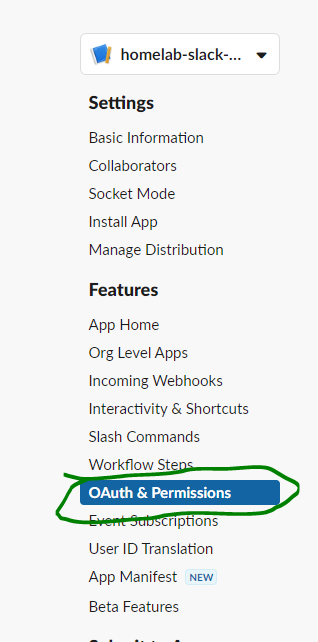 homelab-slack-...
Settings
Basic Information
Collaborators
Socket Mode
Install App
Manage Distribution
Features
App Home
Org Level Apps
Incoming Webhooks
Interactivity & Shortcuts
Slash Commands
Workflow Steps
OAuth & Permissions
Event Subscriptions
User ID Translation
App Manifest NEW
Beta Features